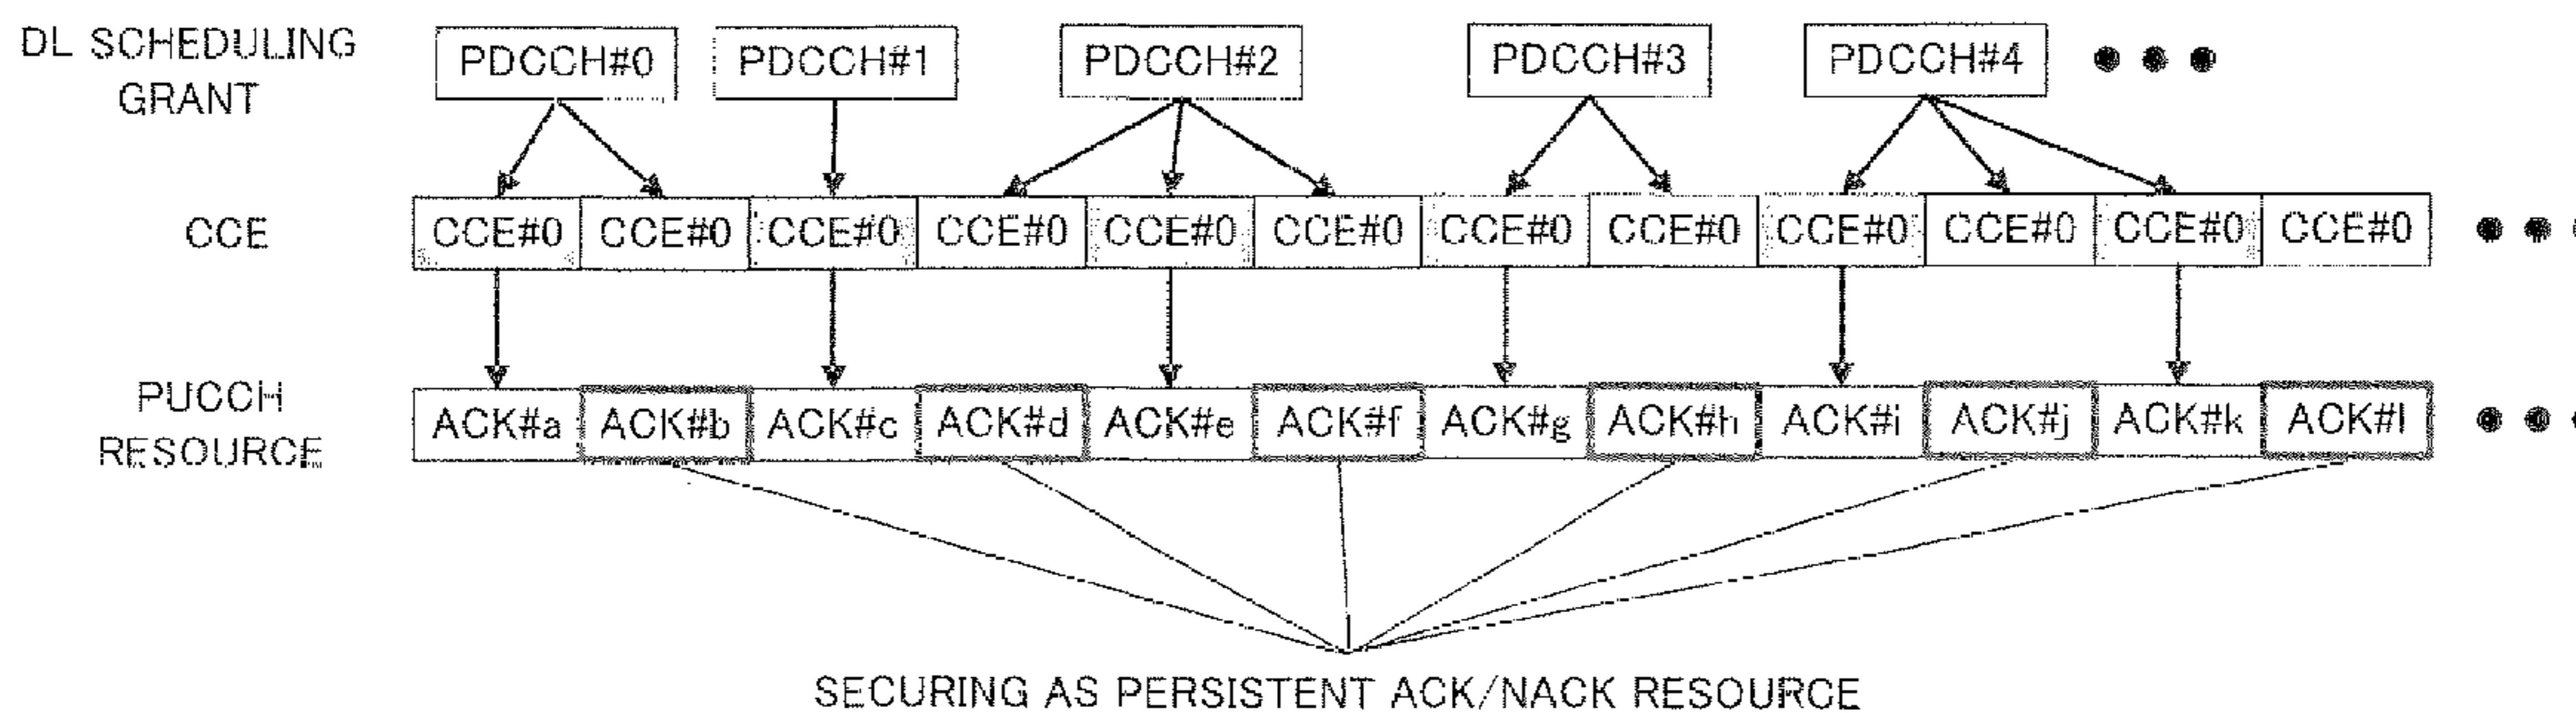 DL SCHEDULING
GRANT
PDCCH#0 PDCCH#1 PDCCH#2 PDCCH#3 PDCCH#4
CCE
CCE#0 CCE#0 CCE#0 CCE#0 CCE#0 CCE#0 CCE#0 CCE#0 CCE#0 CCE#0 CCE#0 CCE#0
PUCCH
RESOURCE
ACK#a ACK#b ACK#c ACK#d ACK#e ACK#f ACK#g ACK#h ACK#i ACK#j ACK#k ACK#l
SECURING AS PERSISTENT ACK/NACK RESOURCE